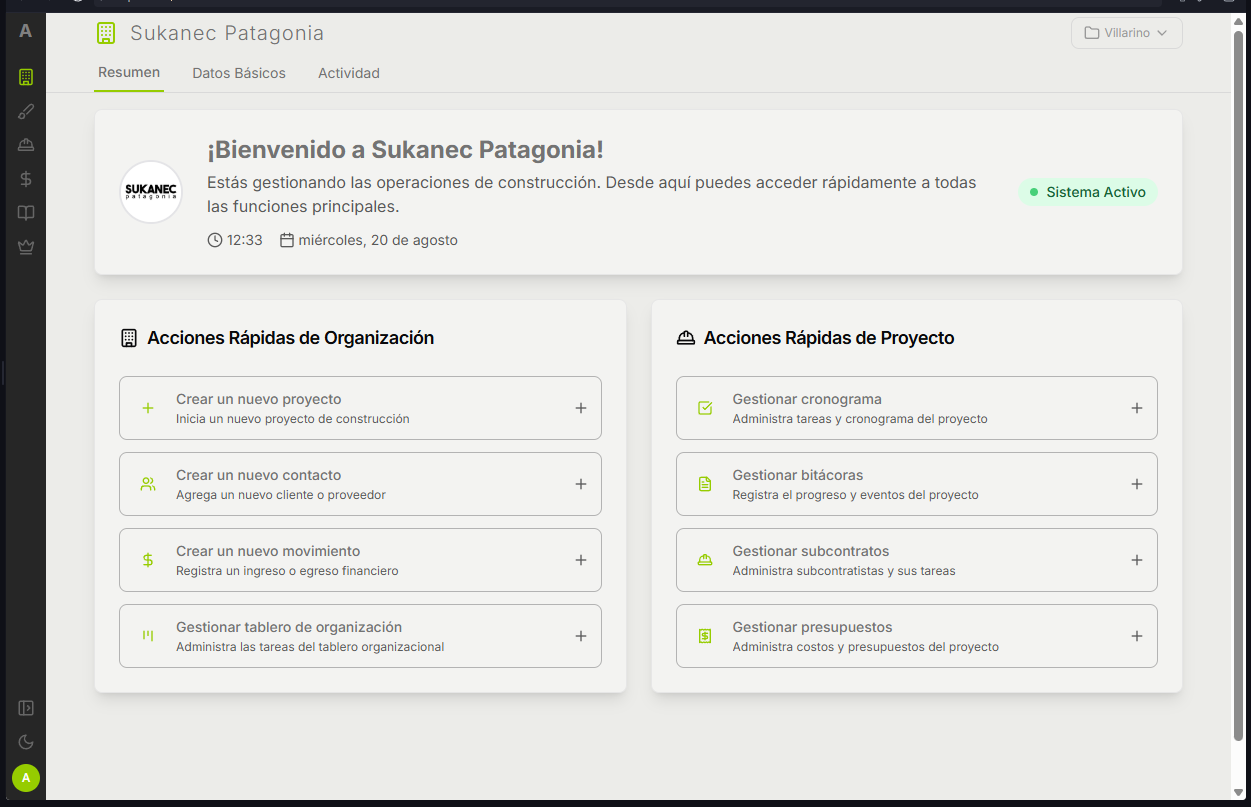 A
Sukanec Patagonia
Villarino
Resumen
Datos Básicos
Actividad
¡Bienvenido a Sukanec Patagonia!
SUKANEC
patagonia
Estás gestionando las operaciones de construcción. Desde aquí puedes acceder rápidamente a todas
las funciones principales.
Sistema Activo
12:33
miércoles, 20 de agosto
Acciones Rápidas de Organización
Crear un nuevo proyecto
Inicia un nuevo proyecto de construcción
Crear un nuevo contacto
Agrega un nuevo cliente o proveedor
Crear un nuevo movimiento
Registra un ingreso o egreso financiero
Gestionar tablero de organización
Administra las tareas del tablero organizacional
Acciones Rápidas de Proyecto
Gestionar cronograma
Administra tareas y cronograma del proyecto
Gestionar bitácoras
Registra el progreso y eventos del proyecto
Gestionar subcontratos
Administra subcontratistas y sus tareas
Gestionar presupuestos
Administra costos y presupuestos del proyecto
A